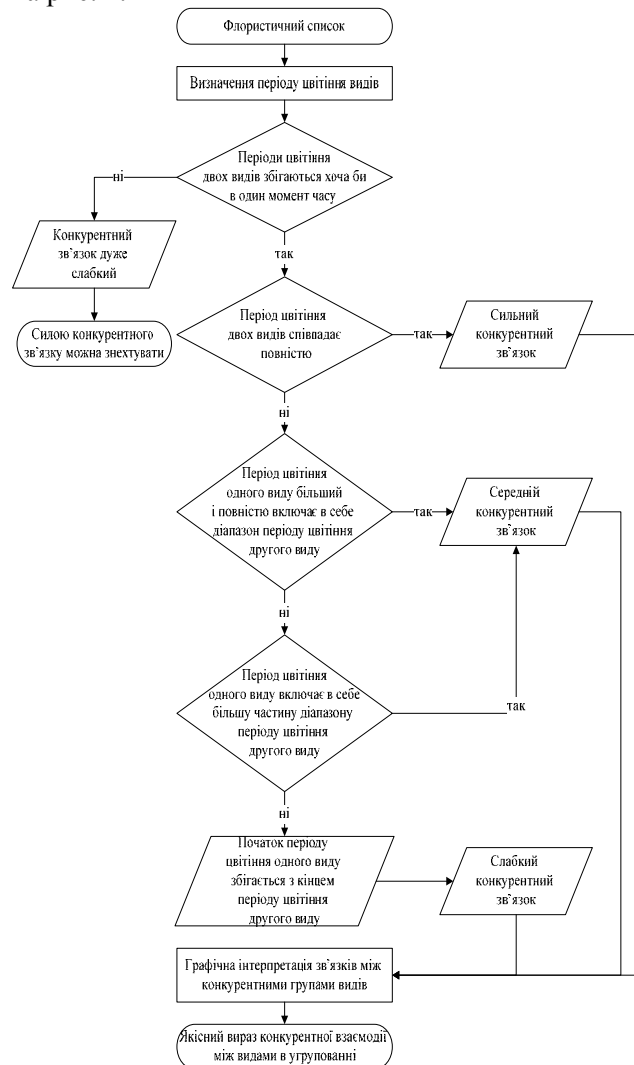 Флористичний список
Визначення періоду цвітіння видів
Періоди цвітіння
двох видів збігаються хоча би
в один момент часу
ні
Конкурентний
зв`язок дуже
слабкий
Силою конкурентного
зв`язку можна знехтувати
так
Період цвітіння
двох видів співпадає
повністю
так
Сильний
конкурентний
зв`язок
ні
Період цвітіння
одного виду більший
і повністю включає в себе
діапазон періоду цвітіння
другого виду
так
Середній
конкурентний
зв`язок
ні
Період цвітіння
одного виду включає в себе
більшу частину діапазону
періоду цвітіння
другого виду
так
ні
Початок періоду
цвітіння одного виду
збігається з кінцем
періоду цвітіння
другого виду
Слабкий
конкурентний
зв`язок
Графічна інтерпретація зв`язків між
конкурентними групами видів
Якісний вираз конкурентної взаємодії
між видами в угрупованні